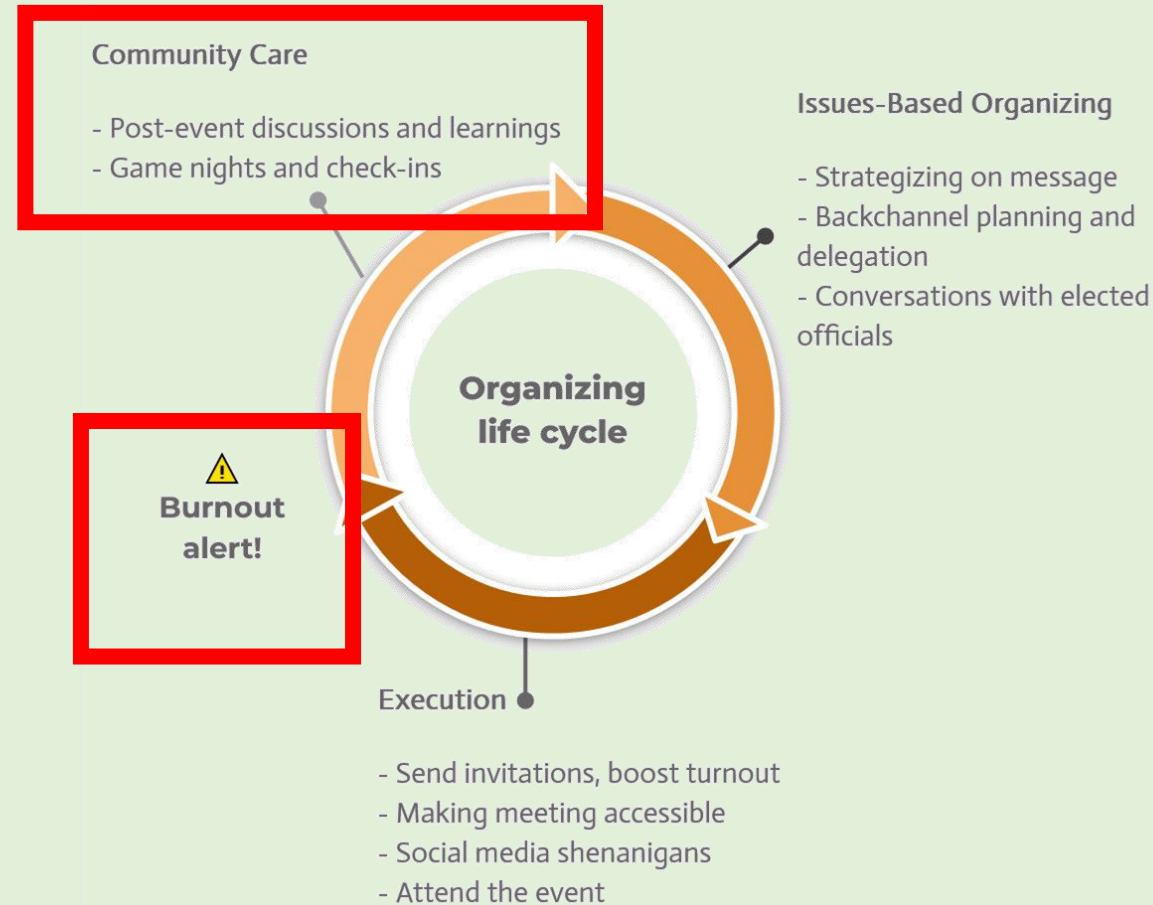 Community Care
- Post-event discussions and learnings
- Game nights and check-ins
Issues-Based Organizing
- Strategizing on message
- Backchannel planning and
delegation
- Conversations with elected
officials
Organizing
life cycle
Burnout
alert!
Execution
- Send invitations, boost turnout
- Making meeting accessible
- Social media shenanigans
- Attend the event